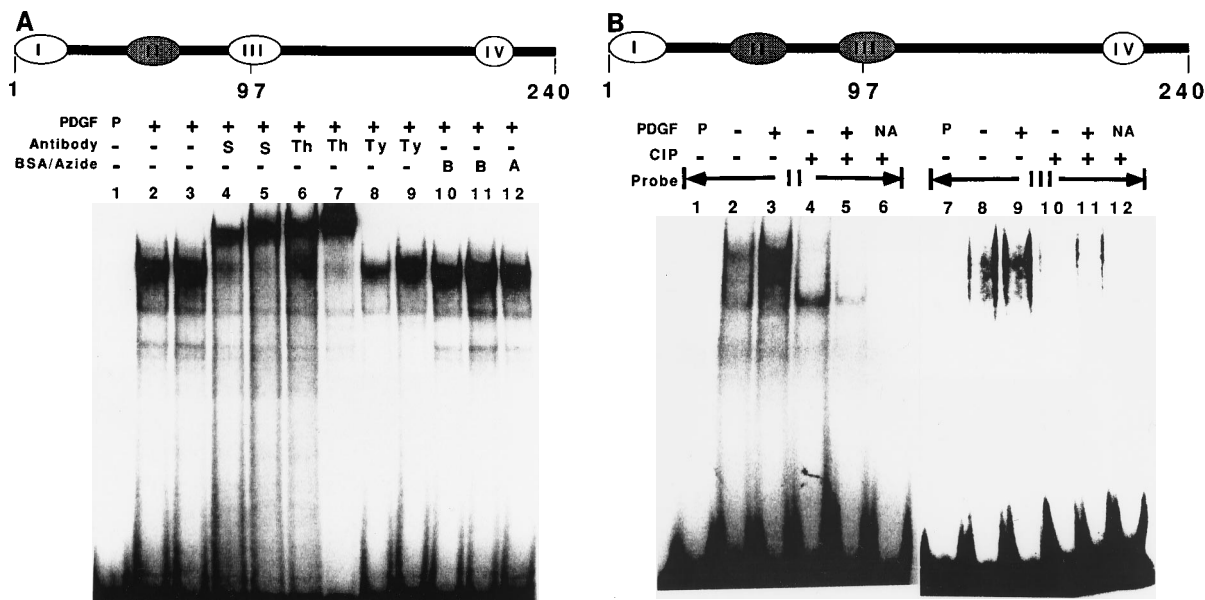 A
I II III IV
1 97 240
PDGF P + + + + + + + + + + +
Antibody - - - S S Th Th Ty Ty - - -
BSA/Azide - - - - - - - - - B B A
1 2 3 4 5 6 7 8 9 10 11 12
B
I II III IV
1 97 240
PDGF P - + - + NA P - + - + NA
CIP - - - + + + - - - + + +
Probe II III
1 2 3 4 5 6 7 8 9 10 11 12